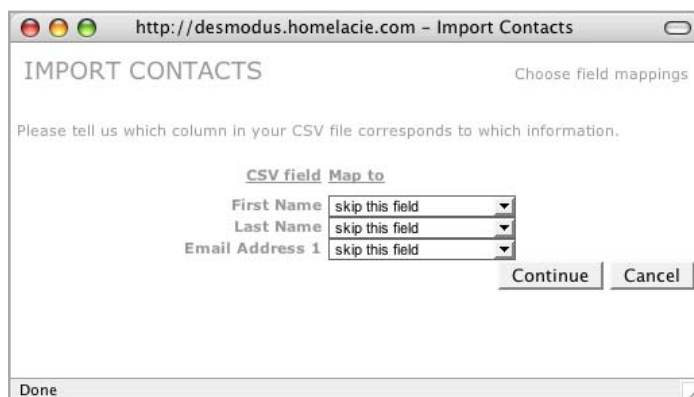 http://desmodus.homelacie.com – Import Contacts
IMPORT CONTACTS
Choose field mappings
Please tell us which column in your CSV file corresponds to which information.
CSV field Map to
First Name skip this field
Last Name skip this field
Email Address 1 skip this field
Continue Cancel
Done